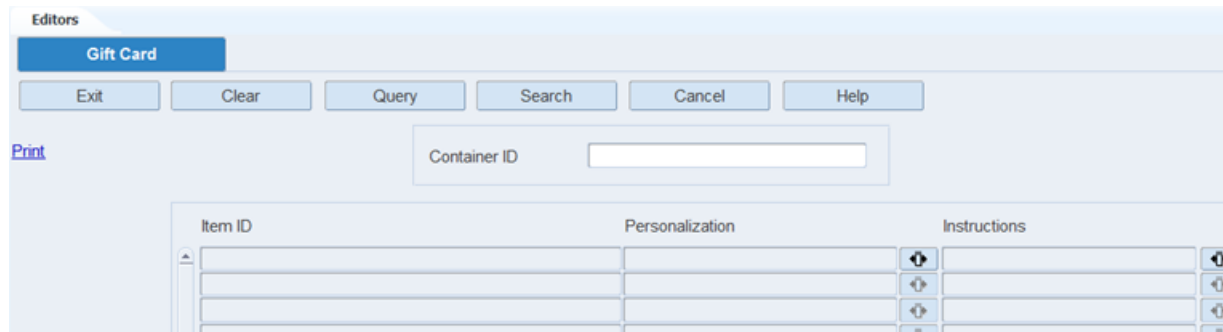 Editors
Gift Card
Exit Clear Query Search Cancel Help
Print
Container ID
Item ID Personalization Instructions